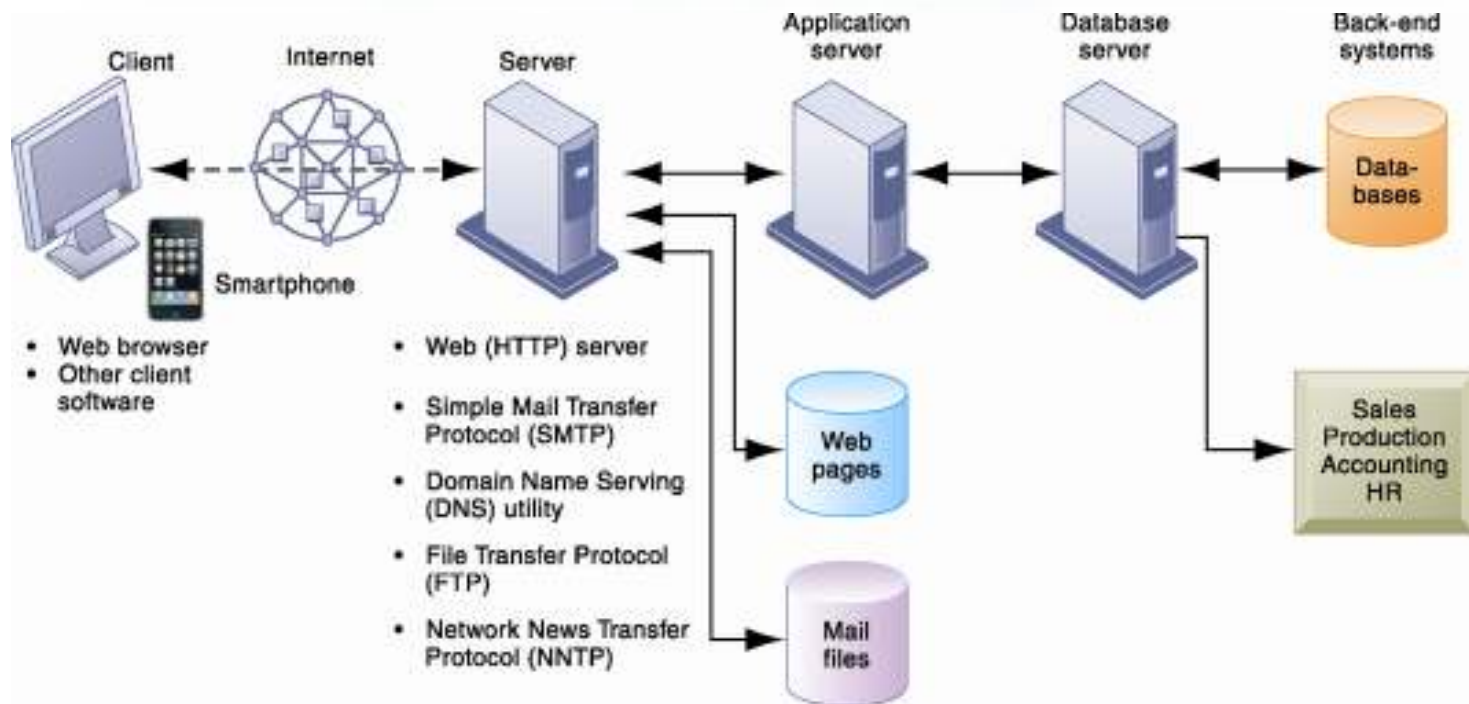 Client
Internet
Server
Application
server
Database
server
Back-end
systems
Data-
bases
Smartphone
• Web browser
• Other client
software
• Web (HTTP) server
• Simple Mail Transfer
Protocol (SMTP)
• Domain Name Serving
(DNS) utility
• File Transfer Protocol
(FTP)
• Network News Transfer
Protocol (NNTP)
Web
pages
Mail
files
Sales
Production
Accounting
HR